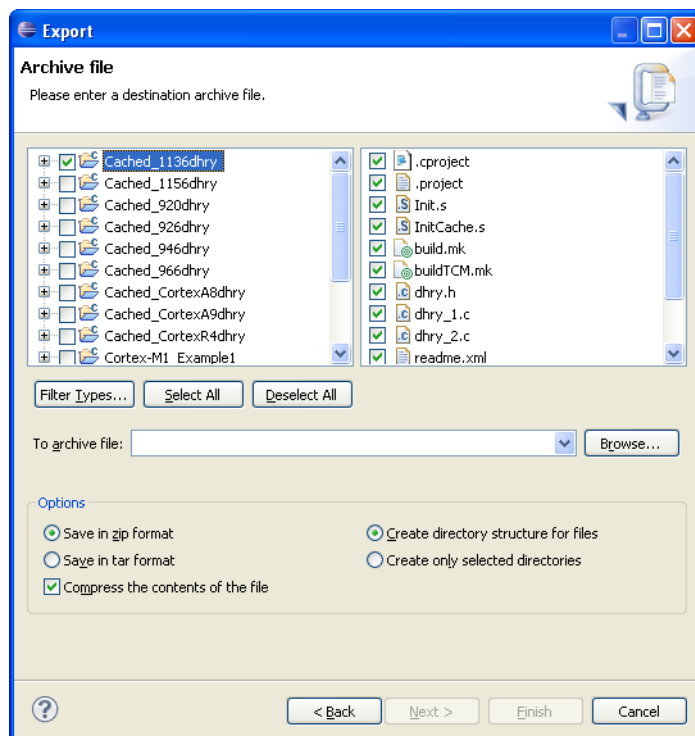 Export
Archive file
Please enter a destination archive file.
Cached_1136dhry
Cached_1156dhry
Cached_920dhry
Cached_926dhry
Cached_946dhry
Cached_966dhry
Cached_CortexA8dhry
Cached_CortexA9dhry
Cached_CortexR4dhry
Cortex-M1_Example1
.cproject
.project
Init.s
InitCache.s
build.mk
buildTCM.mk
dhry.h
dhry_1.c
dhry_2.c
readme.xml
Filter Types... Select All Deselect All
To archive file: Browse...
Options
Save in zip format Create directory structure for files
Save in tar format Create only selected directories
Compress the contents of the file
? < Back Next > Finish Cancel